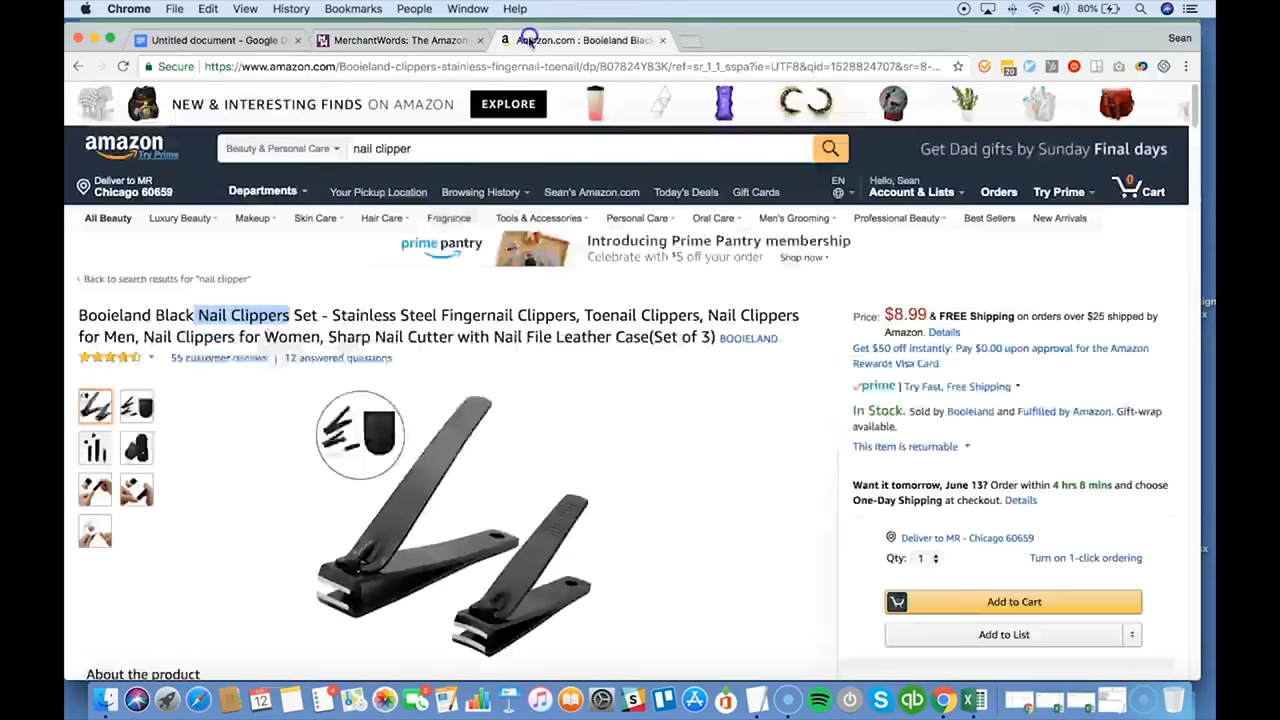 Chrome File Edit View History Bookmarks People Window Help 80%
Untitled document - Google D MerchantWords: The Amazon Amazon.com : Booieland Black Sean
Secure https://www.amazon.com/Booieland-clippers-stainless-fingernail-toenail/dp/B07824Y83K/ref=sr_1_1_sspa?ie=UTF8&qid=1528824707&sr=8-...
20
NEW & INTERESTING FINDS ON AMAZON EXPLORE
amazon
Try Prime
Beauty & Personal Care nail clipper
Get Dad gifts by Sunday Final days
Deliver to MR
Chicago 60659
Departments Your Pickup Location Browsing History Sean's Amazon.com Today's Deals Gift Cards
EN
Hello, Sean
Account & Lists Orders Try Prime 0 Cart
All Beauty Luxury Beauty Makeup Skin Care Hair Care Fragrance Tools & Accessories Personal Care Oral Care Men's Grooming Professional Beauty Best Sellers New Arrivals
prime pantry
Introducing Prime Pantry membership
Celebrate with $5 off your order Shop now
‹ Back to search results for "nail clipper"
Booieland Black Nail Clippers Set - Stainless Steel Fingernail Clippers, Toenail Clippers, Nail Clippers
for Men, Nail Clippers for Women, Sharp Nail Cutter with Nail File Leather Case(Set of 3) BOOIELAND
55 customer reviews | 12 answered questions
Price: $8.99 & FREE Shipping on orders over $25 shipped by
Amazon. Details
Get $50 off instantly: Pay $0.00 upon approval for the Amazon
Rewards Visa Card.
prime | Try Fast, Free Shipping
In Stock. Sold by Booieland and Fulfilled by Amazon. Gift-wrap
available.
This item is returnable
Want it tomorrow, June 13? Order within 4 hrs 8 mins and choose
One-Day Shipping at checkout. Details
Deliver to MR - Chicago 60659
Qty: 1 Turn on 1-click ordering
Add to Cart
Add to List
About the product